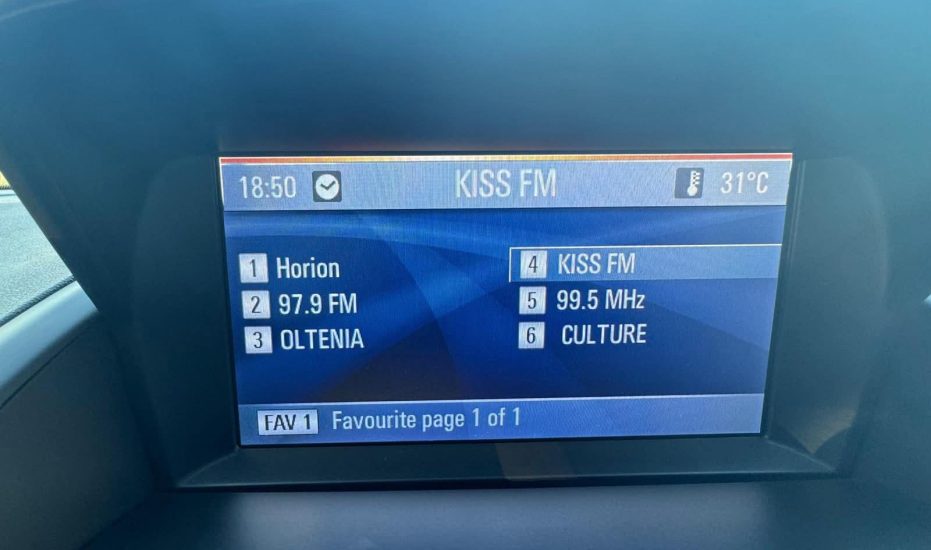 18:50 KISS FM 31°C
1 Horion
2 97.9 FM
3 OLTENIA
4 KISS FM
5 99.5 MHz
6 CULTURE
FAV 1 Favourite page 1 of 1